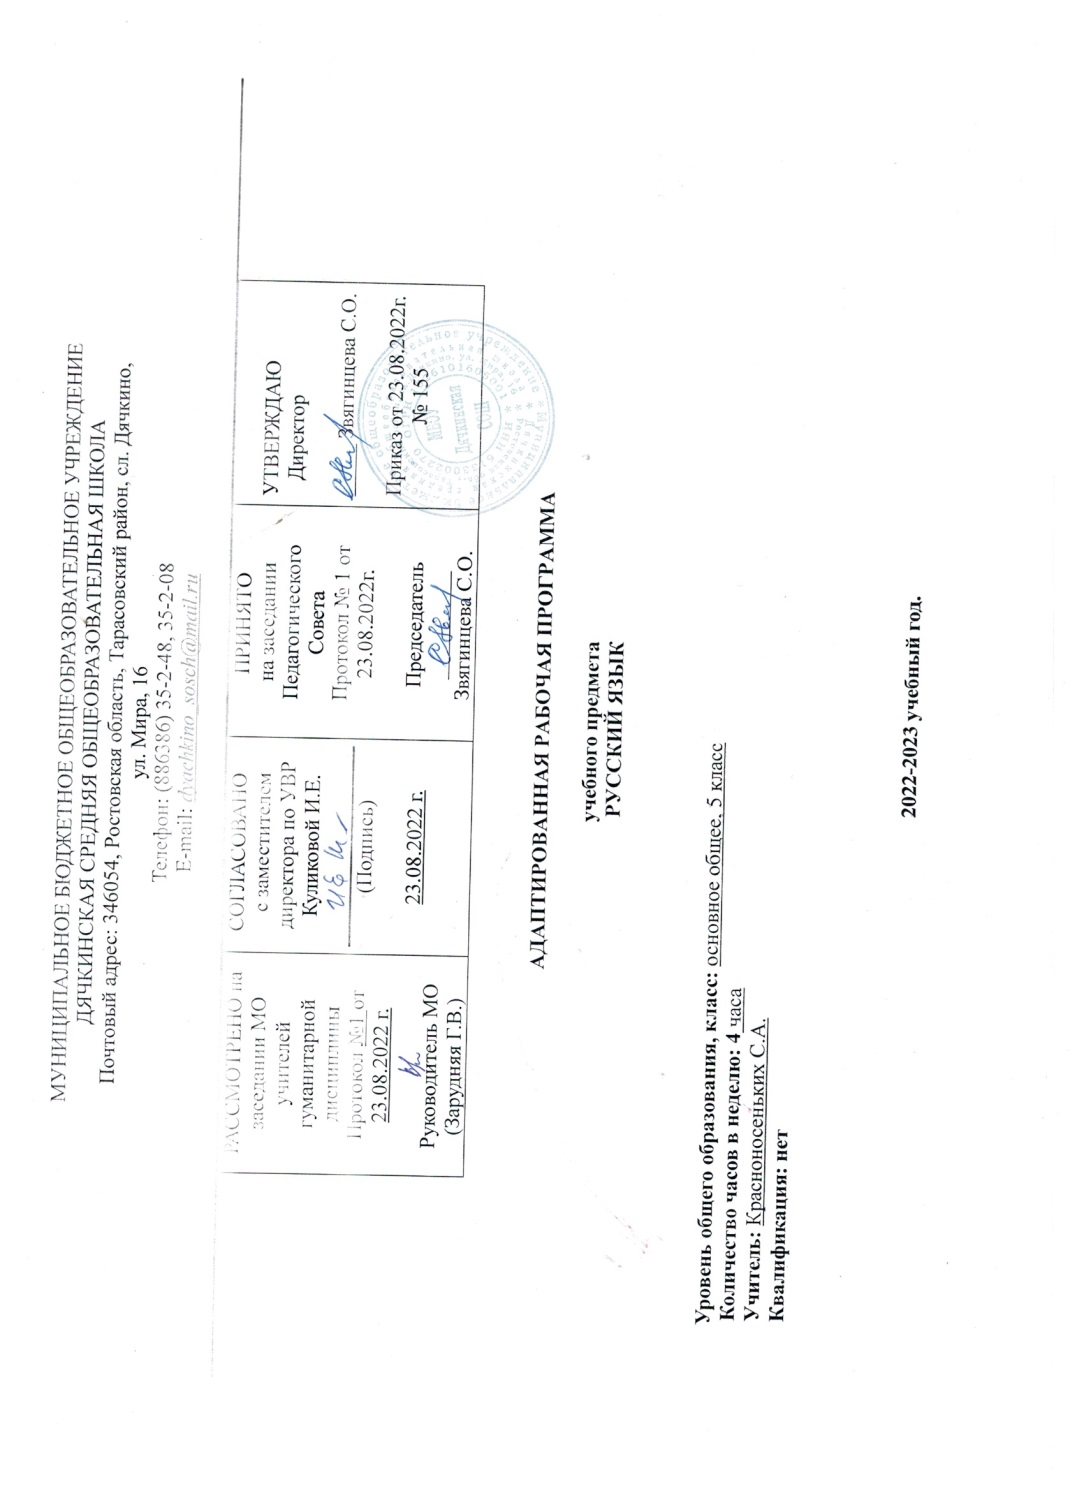 МУНИЦИПАЛЬНОЕ БЮДЖЕТНОЕ ОБЩЕОБРАЗОВАТЕЛЬНОЕ УЧРЕЖДЕНИЕ
ДЯЧКИНСКАЯ СРЕДНЯЯ ОБЩЕОБРАЗОВАТЕЛЬНАЯ ШКОЛА
Почтовый адрес: 346054, Ростовская область, Тарасовский район, сл. Дячкино,
ул. Мира, 16
Телефон: (886386) 35-2-48, 35-2-08
E-mail: dyachkino_sosch@mail.ru
РАССМОТРЕНО на
заседании МО
учителей
гуманитарной
дисциплины
Протокол №1 от
23.08.2022 г.
Руководитель МО
(Зарудняя Г.В.)
СОГЛАСОВАНО
с заместителем
директора по УВР
Куликовой И.Е.
(Подпись)
23.08.2022 г.
ПРИНЯТО
на заседании
Педагогического
Совета
Протокол № 1 от
23.08.2022г.
Председатель
Звягинцева С.О.
УТВЕРЖДАЮ
Директор
Звягинцева С.О.
Приказ от 23.08.2022г.
№ 155
МБОУ
Дячкинская
СОШ
АДАПТИРОВАННАЯ РАБОЧАЯ ПРОГРАММА
учебного предмета
РУССКИЙ ЯЗЫК
Уровень общего образования, класс: основное общее, 5 класс
Количество часов в неделю: 4 часа
Учитель: Красноносеньких С.А.
Квалификация: нет
2022-2023 учебный год.